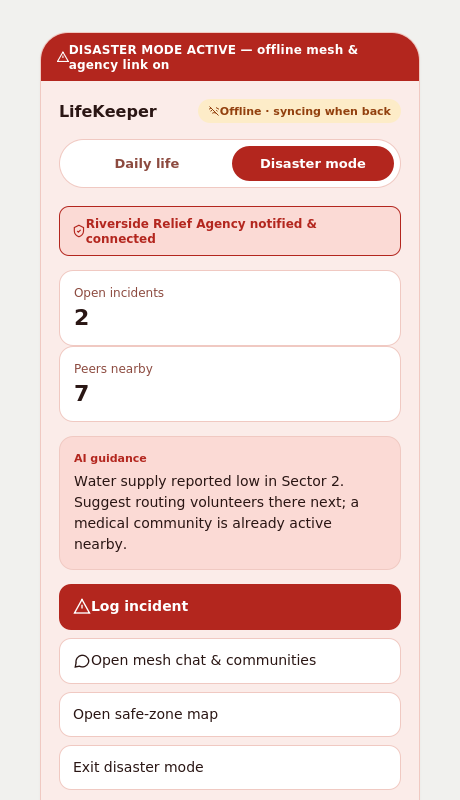 DISASTER MODE ACTIVE — offline mesh &
agency link on
LifeKeeper
Offline · syncing when back
Daily life
Disaster mode
Riverside Relief Agency notified &
connected
Open incidents
2
Peers nearby
7
AI guidance
Water supply reported low in Sector 2.
Suggest routing volunteers there next; a
medical community is already active
nearby.
Log incident
Open mesh chat & communities
Open safe-zone map
Exit disaster mode